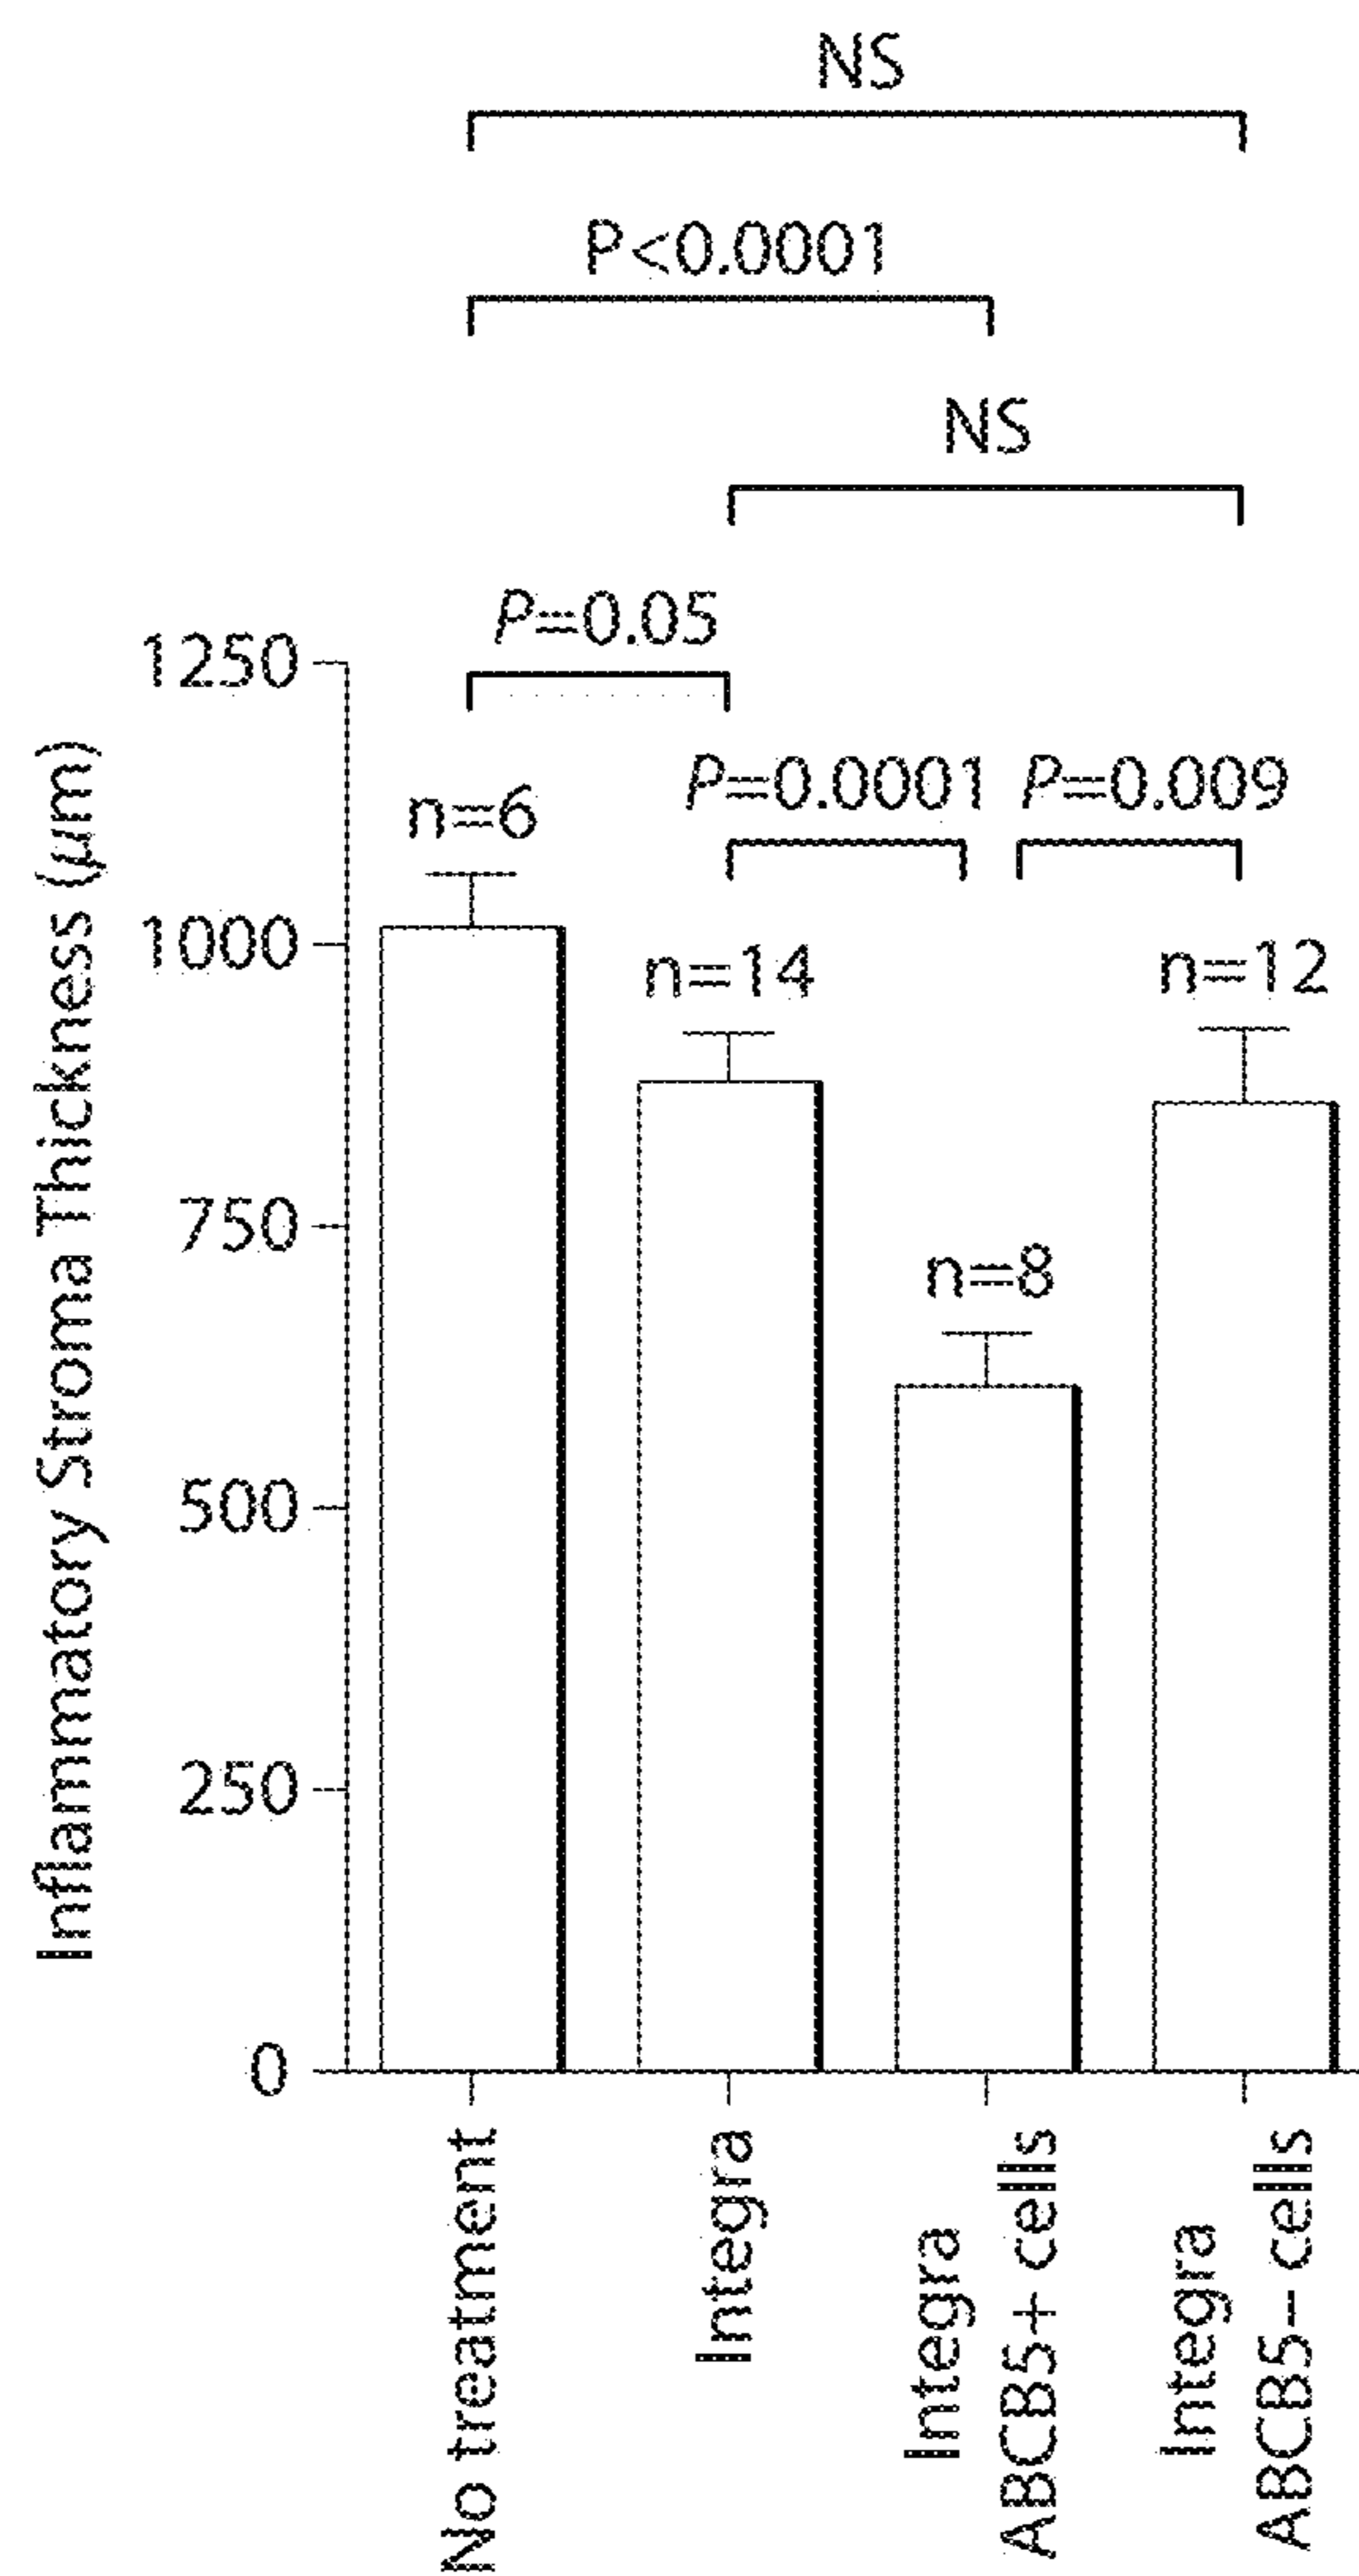 NS
P<0.0001
NS
P=0.05
P=0.0001 P=0.009
n=6
n=14
n=8
n=12
Inflammatory Stroma Thickness (μm)
1250
1000
750
500
250
0
No treatment
Integra
Integra
ABCB5+ cells
Integra
ABCB5– cells